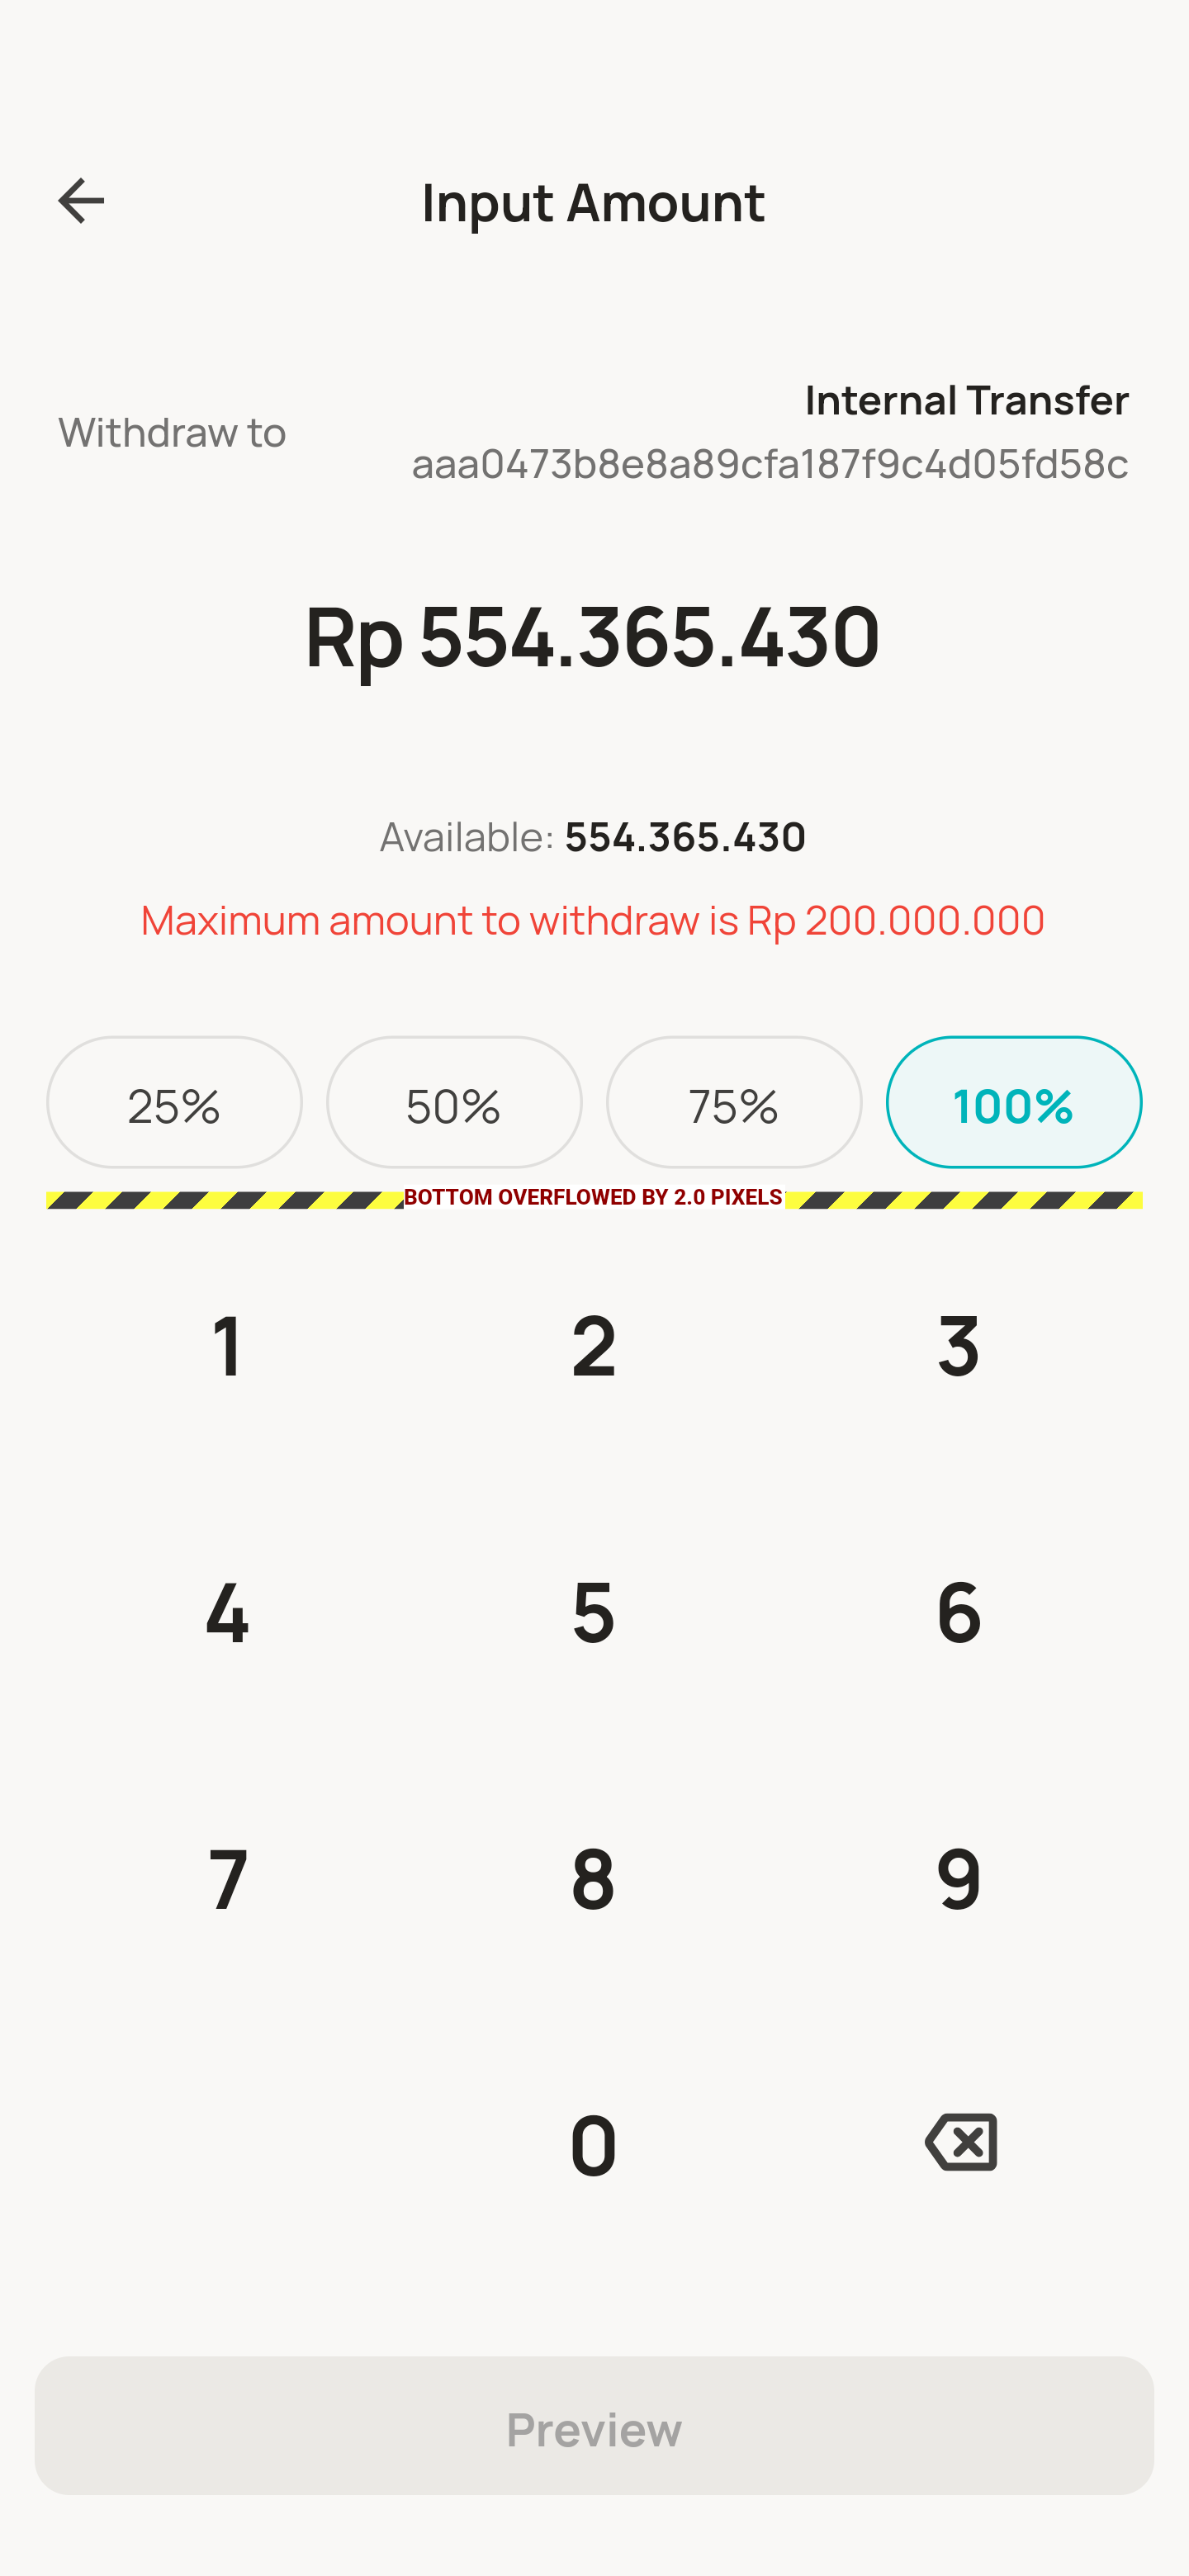 Input Amount
Withdraw to
Internal Transfer
aaa0473b8e8a89cfa187f9c4d05fd58c
Rp 554.365.430
Available: 554.365.430
Maximum amount to withdraw is Rp 200.000.000
25% 50% 75% 100%
BOTTOM OVERFLOWED BY 2.0 PIXELS
1 2 3
4 5 6
7 8 9
0
Preview